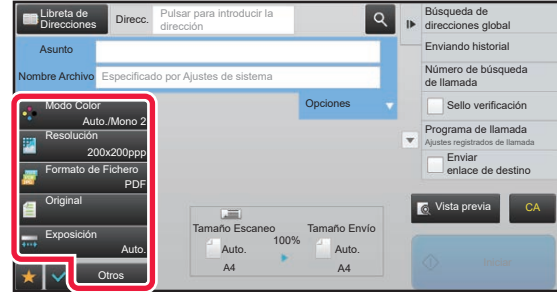 Libreta de
Direcciones
Direcc.
Pulsar para introducir la
dirección
Asunto
Nombre Archivo
Especificado por Ajustes de sistema
Opciones
Modo Color
Auto./Mono 2
Resolución
200x200ppp
Formato de Fichero
PDF
Original
Exposición
Auto.
Otros
Tamaño Escaneo
Auto.
A4
100%
Tamaño Envío
Auto.
A4
Búsqueda de
direcciones global
Enviando historial
Número de búsqueda
de llamada
Sello verificación
Programa de llamada
Ajustes registrados de llamada
Enviar
enlace de destino
Vista previa
CA